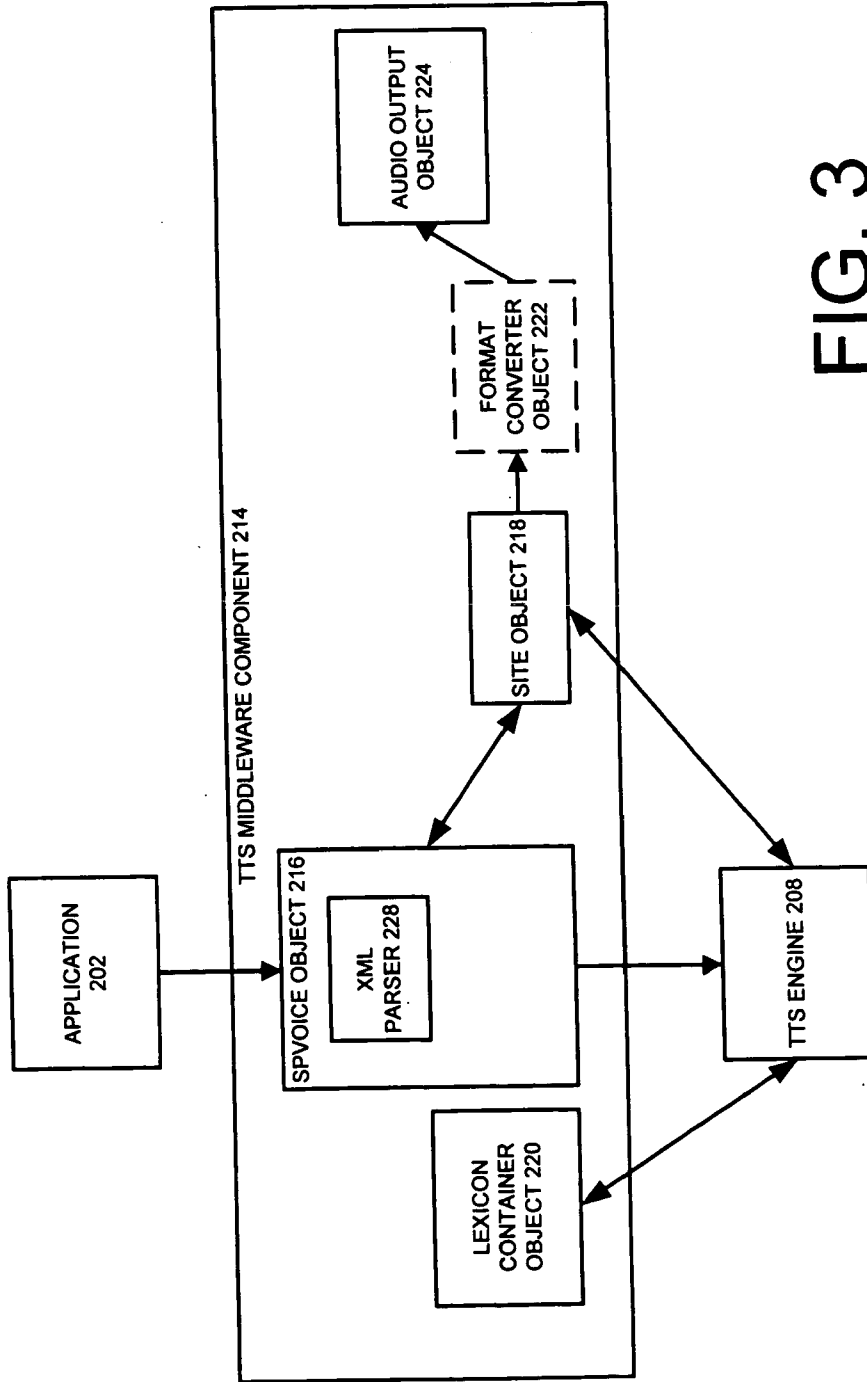 APPLICATION
202
TTS MIDDLEWARE COMPONENT 214
SPVOICE OBJECT 216
XML
PARSER 228
LEXICON
CONTAINER
OBJECT 220
SITE OBJECT 218
FORMAT
CONVERTER
OBJECT 222
AUDIO OUTPUT
OBJECT 224
TTS ENGINE 208
FIG. 3